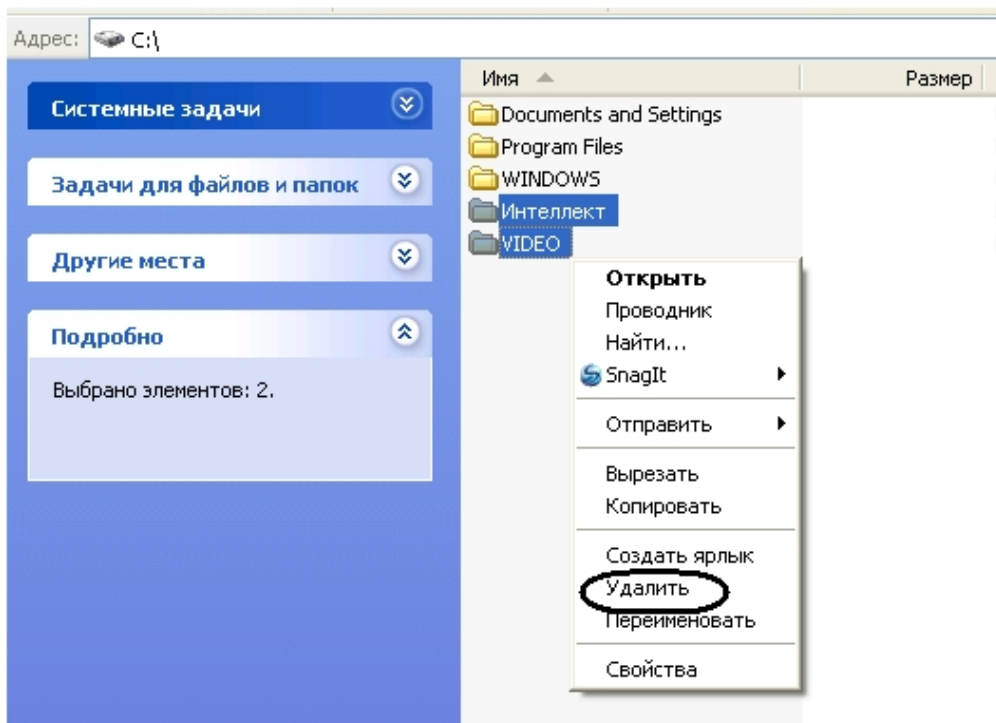 Адрес: C:\
Имя Размер
Системные задачи
Задачи для файлов и папок
Другие места
Подробно
Выбрано элементов: 2.
Documents and Settings
Program Files
WINDOWS
Интеллект
VIDEO
Открыть
Проводник
Найти...
SnagIt
Отправить
Вырезать
Копировать
Создать ярлык
Удалить
Переименовать
Свойства